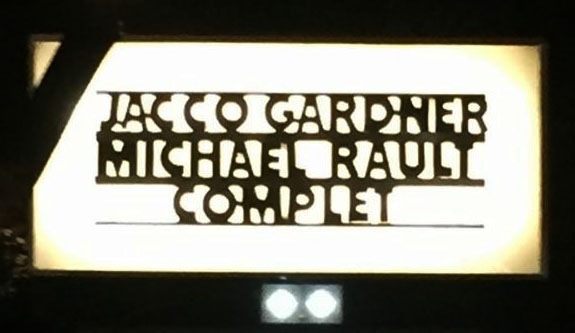 JACCO GARDNER
MICHAEL RAULT
COMPLET